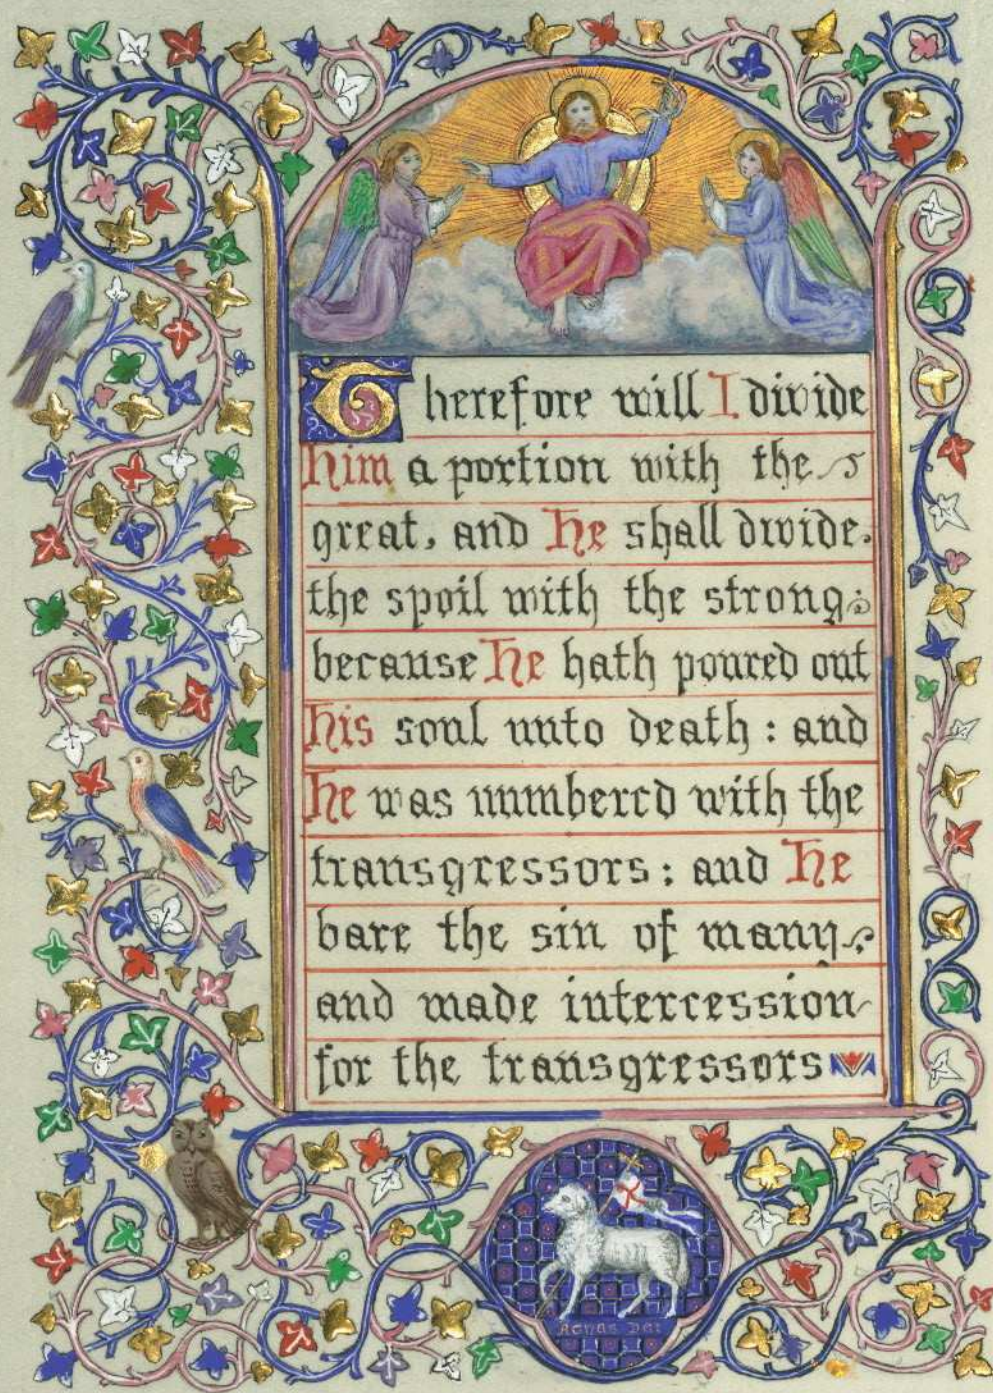 Therefore will I divide
him a portion with the
great, and He shall divide
the spoil with the strong;
because He hath poured out
His soul unto death: and
He was numbered with the
transgressors: and He
bare the sin of many;
and made intercession
for the transgressors
AGNUS DEI